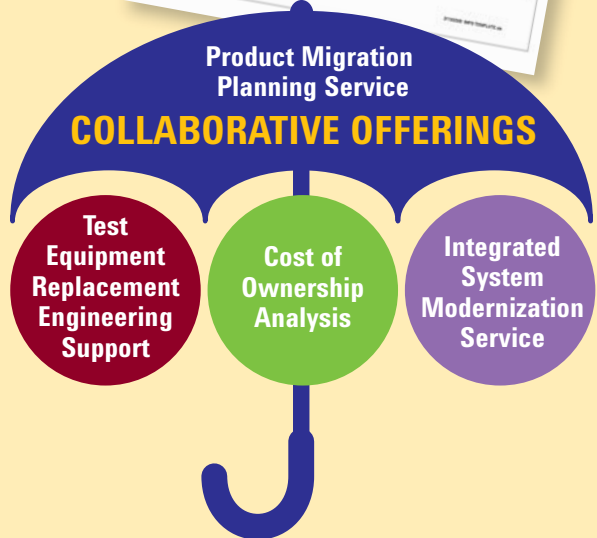 Product Migration
Planning Service
COLLABORATIVE OFFERINGS
Test
Equipment
Replacement
Engineering
Support
Cost of
Ownership
Analysis
Integrated
System
Modernization
Service